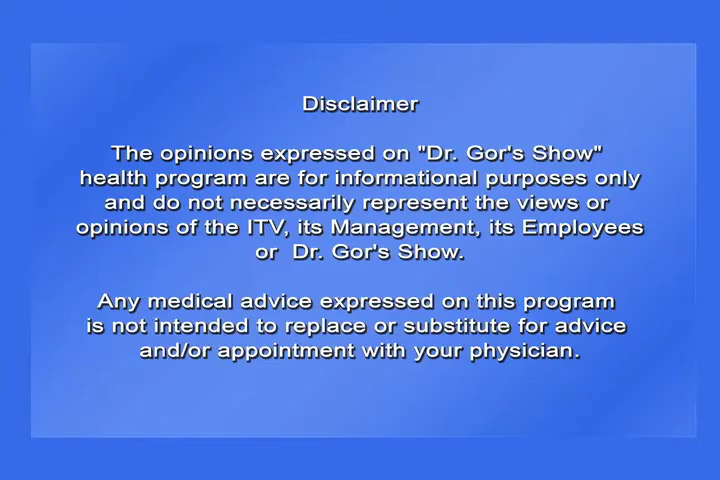 Disclaimer
The opinions expressed on "Dr. Gor's Show"
health program are for informational purposes only
and do not necessarily represent the views or
opinions of the ITV, its Management, its Employees
or  Dr. Gor's Show.
Any medical advice expressed on this program
is not intended to replace or substitute for advice
and/or appointment with your physician.